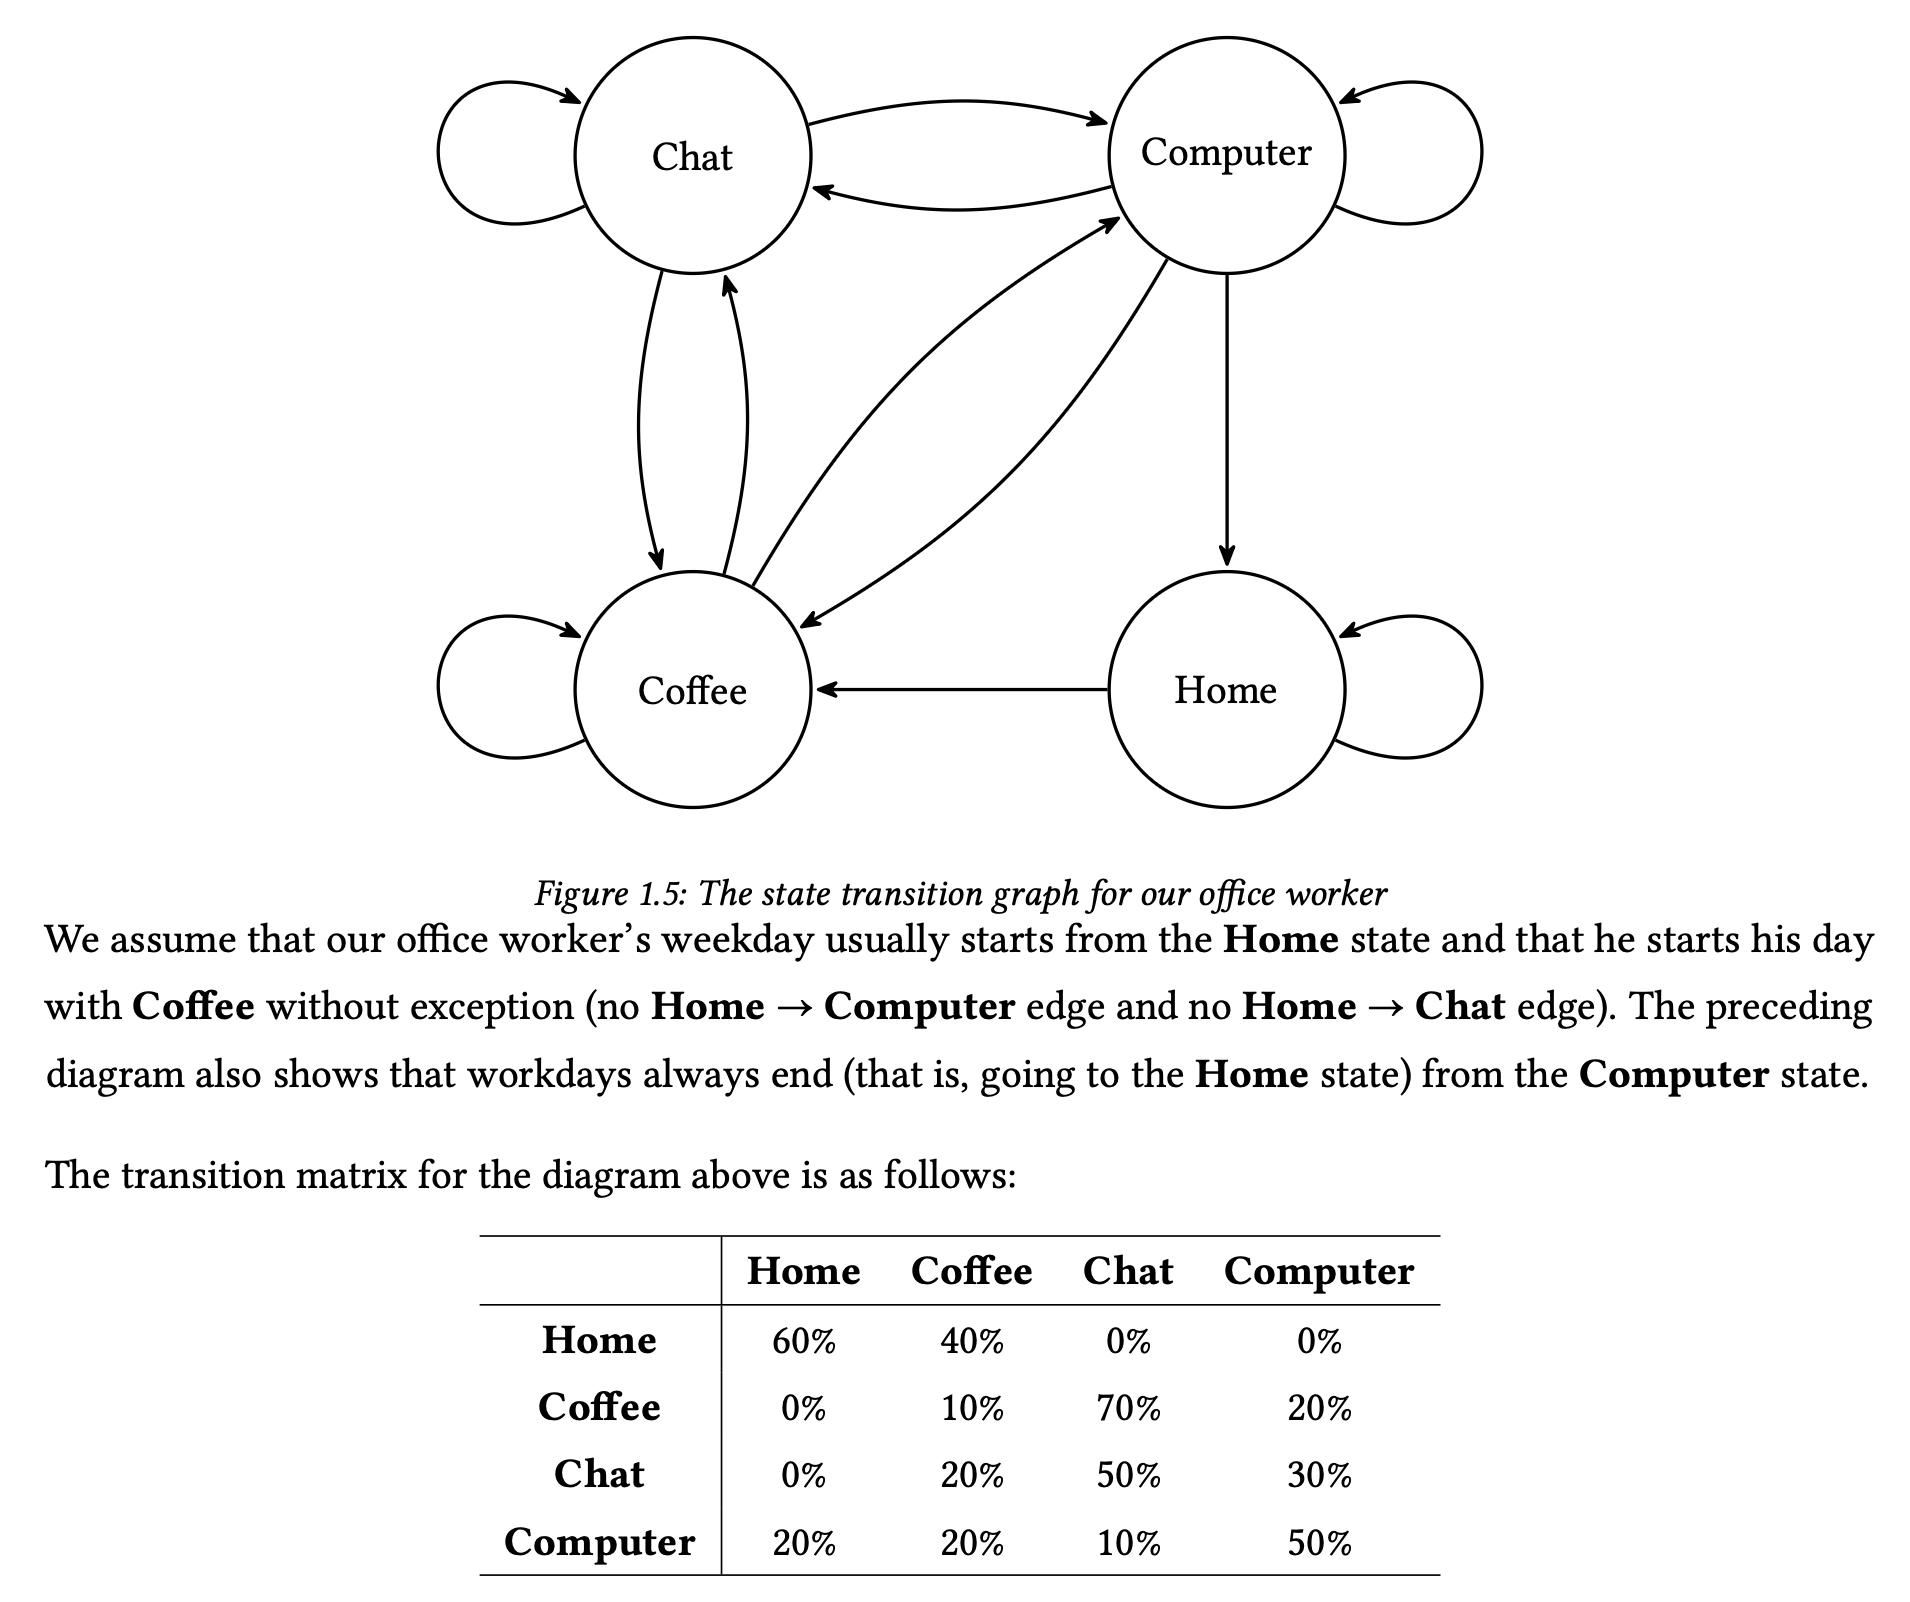 Chat
Computer
Coffee
Home
Figure 1.5: The state transition graph for our office worker
We assume that our office worker’s weekday usually starts from the Home state and that he starts his day
with Coffee without exception (no Home → Computer edge and no Home → Chat edge). The preceding
diagram also shows that workdays always end (that is, going to the Home state) from the Computer state.
The transition matrix for the diagram above is as follows:
Home Coffee Chat Computer
Home 60% 40% 0% 0%
Coffee 0% 10% 70% 20%
Chat 0% 20% 50% 30%
Computer 20% 20% 10% 50%